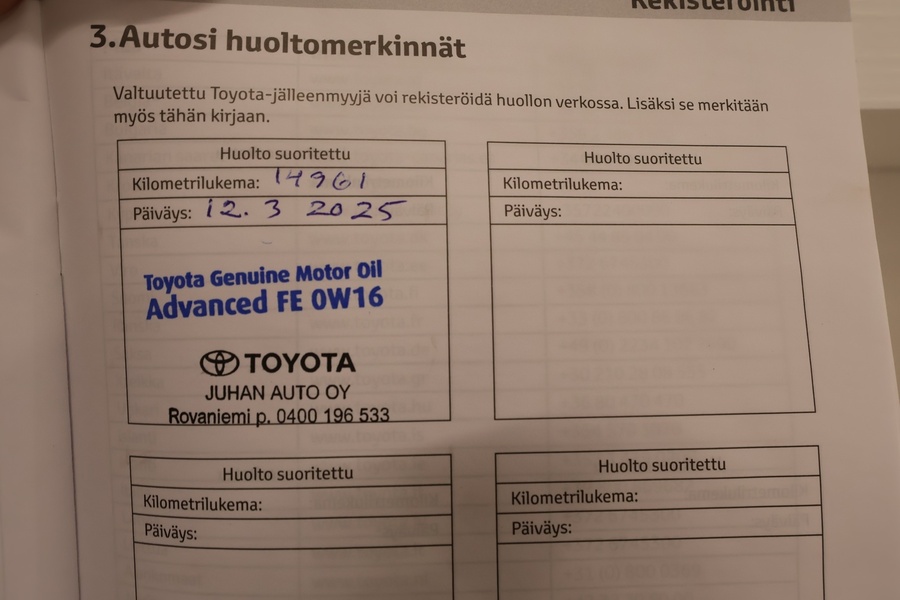 Rekisteröinti
3.Autosi huoltomerkinnät
Valtuutettu Toyota-jälleenmyyjä voi rekisteröidä huollon verkossa. Lisäksi se merkitään
myös tähän kirjaan.
Huolto suoritettu
Kilometrilukema: 14961
Päiväys: 12. 3 2025
Toyota Genuine Motor Oil
Advanced FE 0W16
TOYOTA
JUHAN AUTO OY
Rovaniemi p. 0400 196 533
Huolto suoritettu
Kilometrilukema:
Päiväys:
Huolto suoritettu
Kilometrilukema:
Päiväys:
Huolto suoritettu
Kilometrilukema:
Päiväys: